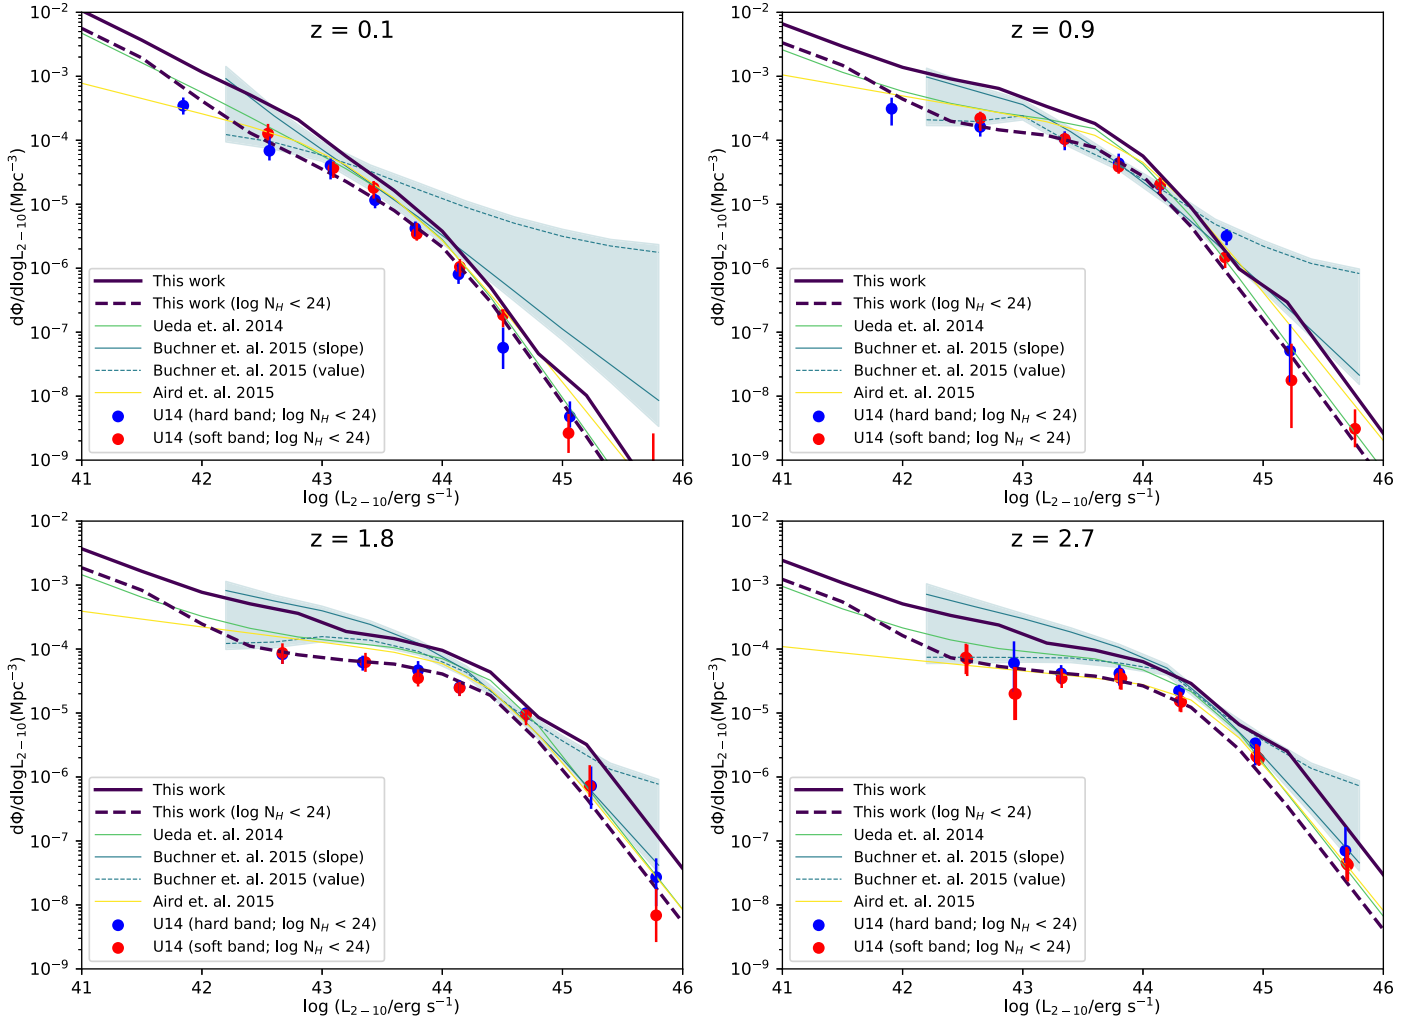 z = 0.1
10⁻²
10⁻³
10⁻⁴
10⁻⁵
10⁻⁶
10⁻⁷
10⁻⁸
10⁻⁹
dΦ/dlogL₂₋₁₀(Mpc⁻³)
This work
This work (log N_H < 24)
Ueda et. al. 2014
Buchner et. al. 2015 (slope)
Buchner et. al. 2015 (value)
Aird et. al. 2015
U14 (hard band; log N_H < 24)
U14 (soft band; log N_H < 24)
41 42 43 44 45 46
log (L₂₋₁₀/erg s⁻¹)
z = 0.9
10⁻²
10⁻³
10⁻⁴
10⁻⁵
10⁻⁶
10⁻⁷
10⁻⁸
10⁻⁹
dΦ/dlogL₂₋₁₀(Mpc⁻³)
This work
This work (log N_H < 24)
Ueda et. al. 2014
Buchner et. al. 2015 (slope)
Buchner et. al. 2015 (value)
Aird et. al. 2015
U14 (hard band; log N_H < 24)
U14 (soft band; log N_H < 24)
41 42 43 44 45 46
log (L₂₋₁₀/erg s⁻¹)
z = 1.8
10⁻²
10⁻³
10⁻⁴
10⁻⁵
10⁻⁶
10⁻⁷
10⁻⁸
10⁻⁹
dΦ/dlogL₂₋₁₀(Mpc⁻³)
This work
This work (log N_H < 24)
Ueda et. al. 2014
Buchner et. al. 2015 (slope)
Buchner et. al. 2015 (value)
Aird et. al. 2015
U14 (hard band; log N_H < 24)
U14 (soft band; log N_H < 24)
41 42 43 44 45 46
log (L₂₋₁₀/erg s⁻¹)
z = 2.7
10⁻²
10⁻³
10⁻⁴
10⁻⁵
10⁻⁶
10⁻⁷
10⁻⁸
10⁻⁹
dΦ/dlogL₂₋₁₀(Mpc⁻³)
This work
This work (log N_H < 24)
Ueda et. al. 2014
Buchner et. al. 2015 (slope)
Buchner et. al. 2015 (value)
Aird et. al. 2015
U14 (hard band; log N_H < 24)
U14 (soft band; log N_H < 24)
41 42 43 44 45 46
log (L₂₋₁₀/erg s⁻¹)